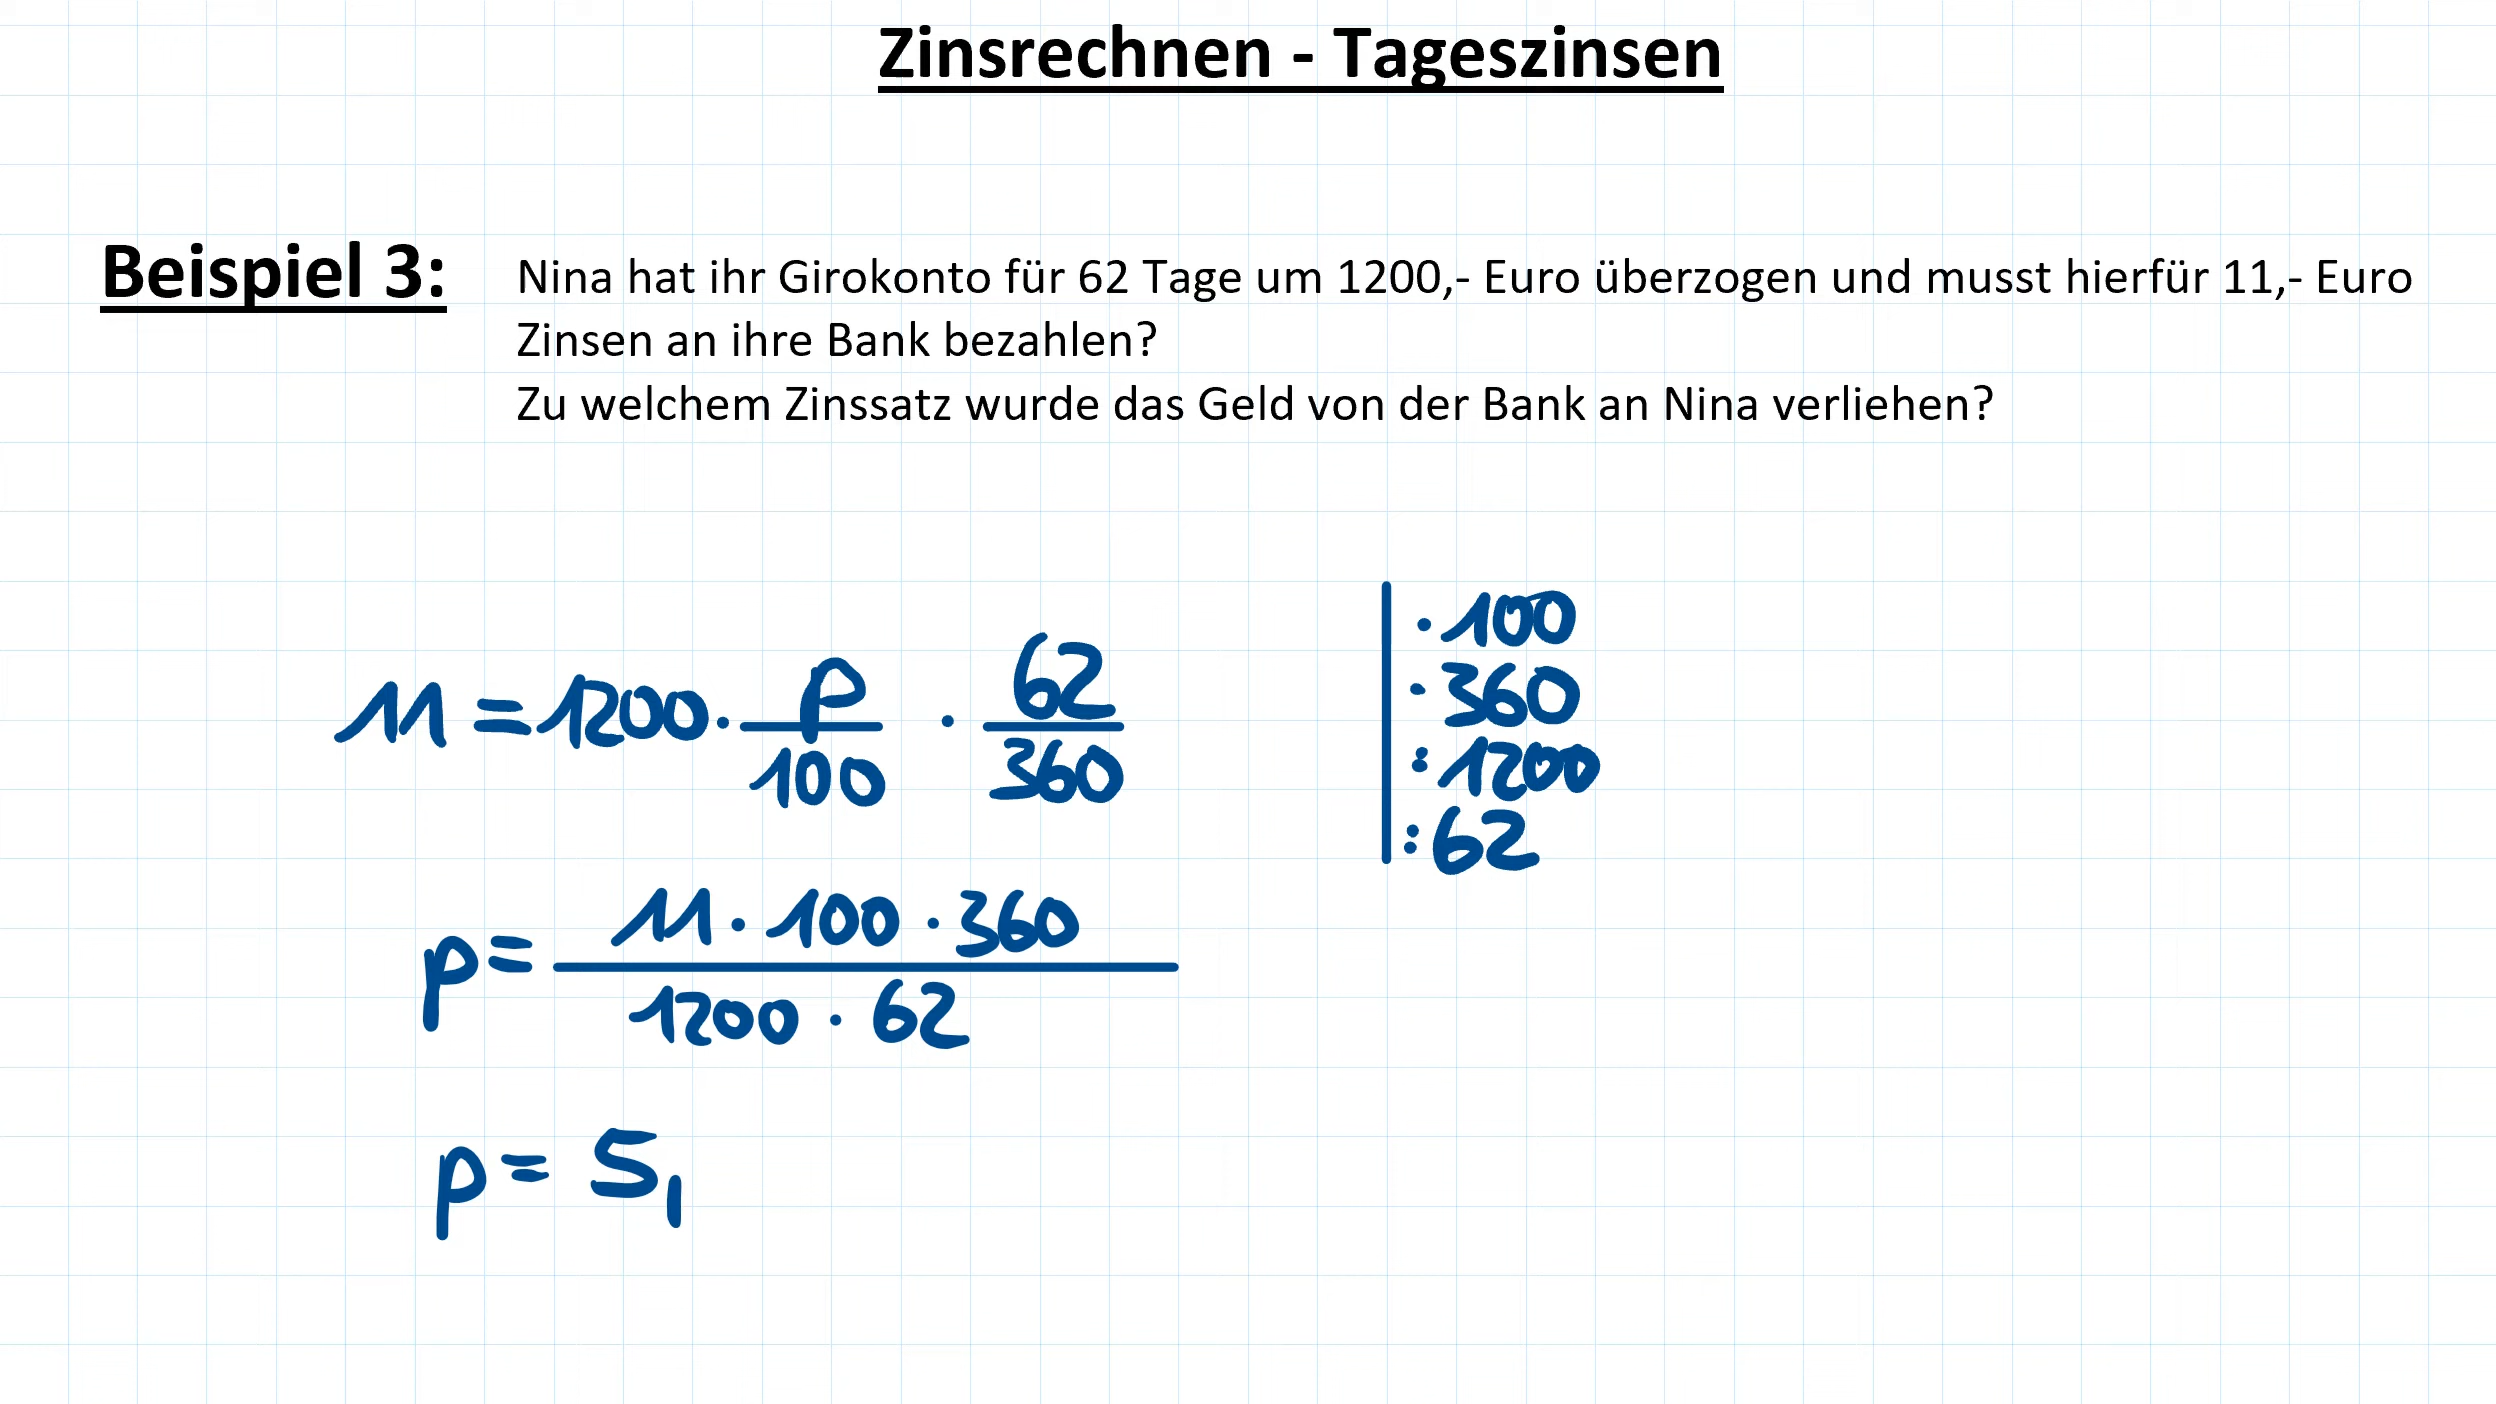 Zinsrechnen - Tageszinsen
Beispiel 3: Nina hat ihr Girokonto für 62 Tage um 1200,- Euro überzogen und musst hierfür 11,- Euro
Zinsen an ihre Bank bezahlen?
Zu welchem Zinssatz wurde das Geld von der Bank an Nina verliehen?
11 = 1200 · p/100 · 62/360 | · 100
· 360
: 1200
: 62
p = 11 · 100 · 360 / 1200 · 62
p = 5,